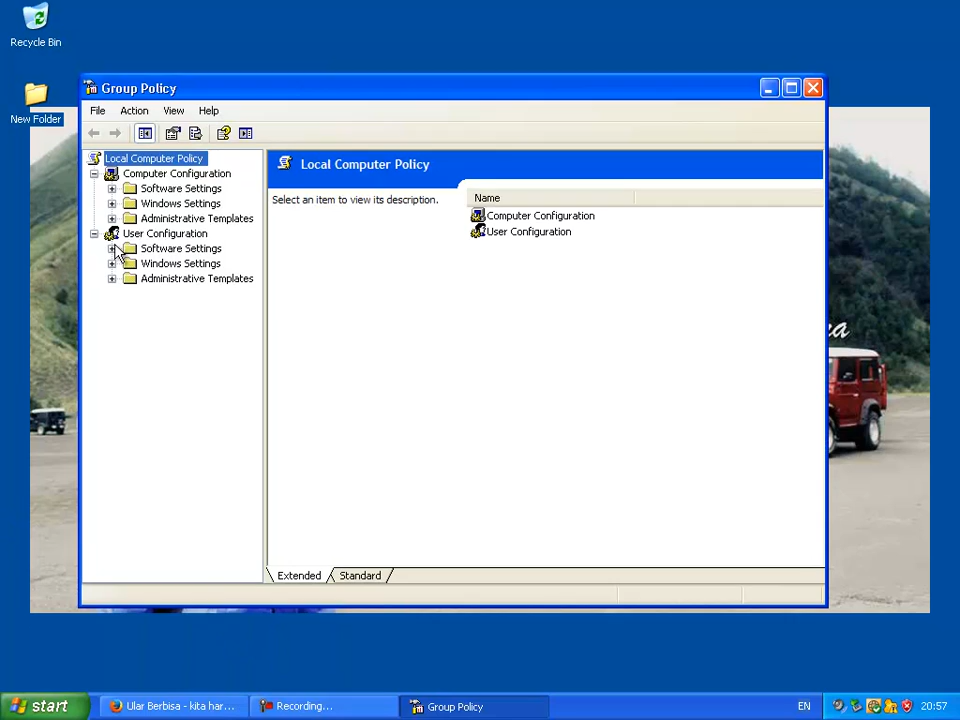 Recycle Bin
New Folder
Group Policy
File Action View Help
Local Computer Policy
Computer Configuration
Software Settings
Windows Settings
Administrative Templates
User Configuration
Software Settings
Windows Settings
Administrative Templates
Local Computer Policy
Select an item to view its description.
Name
Computer Configuration
User Configuration
Extended
Standard
start
Ular Berbisa - kita har...
Recording...
Group Policy
EN
20:57